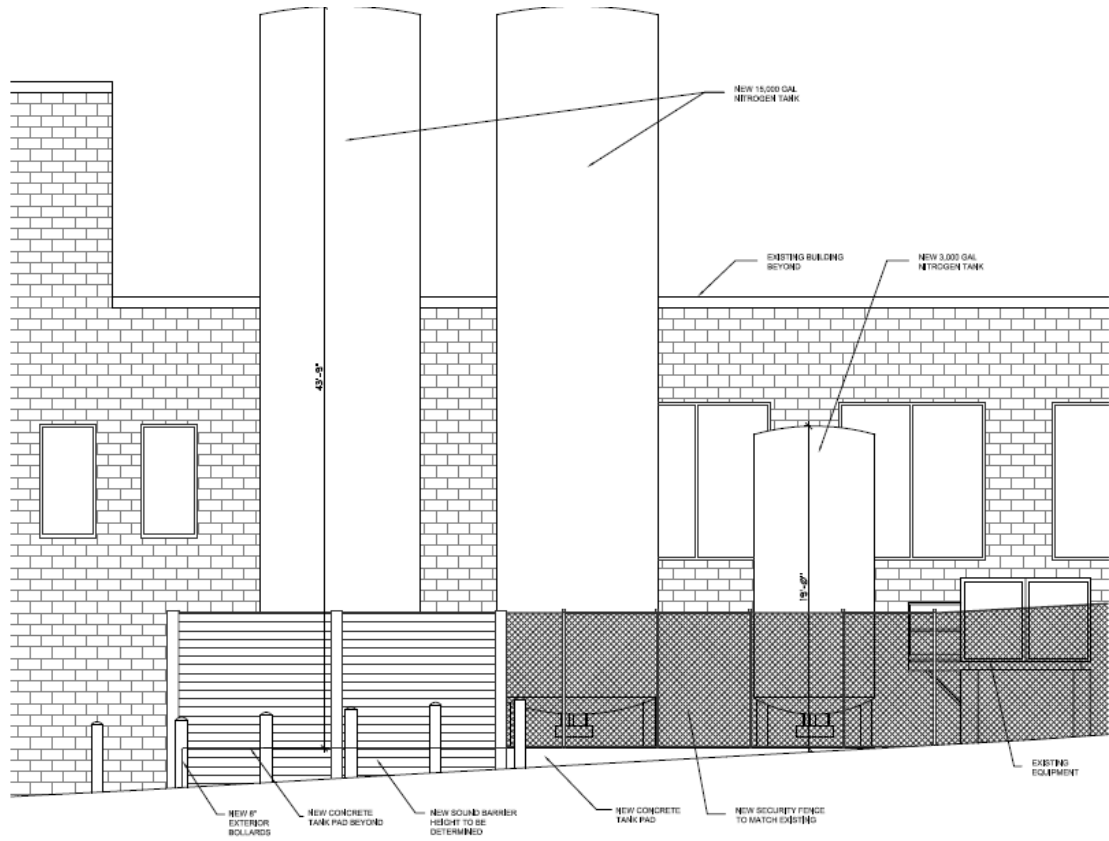 NEW 15,000 GAL
NITROGEN TANK
EXISTING BUILDING
BEYOND
NEW 3,000 GAL
NITROGEN TANK
43'-9"
EXISTING
EQUIPMENT
NEW 6"
EXTERIOR
BOLLARDS
NEW CONCRETE
TANK PAD BEYOND
NEW SOUND BARRIER
HEIGHT TO BE
DETERMINED
NEW CONCRETE
TANK PAD
NEW SECURITY FENCE
TO MATCH EXISTING